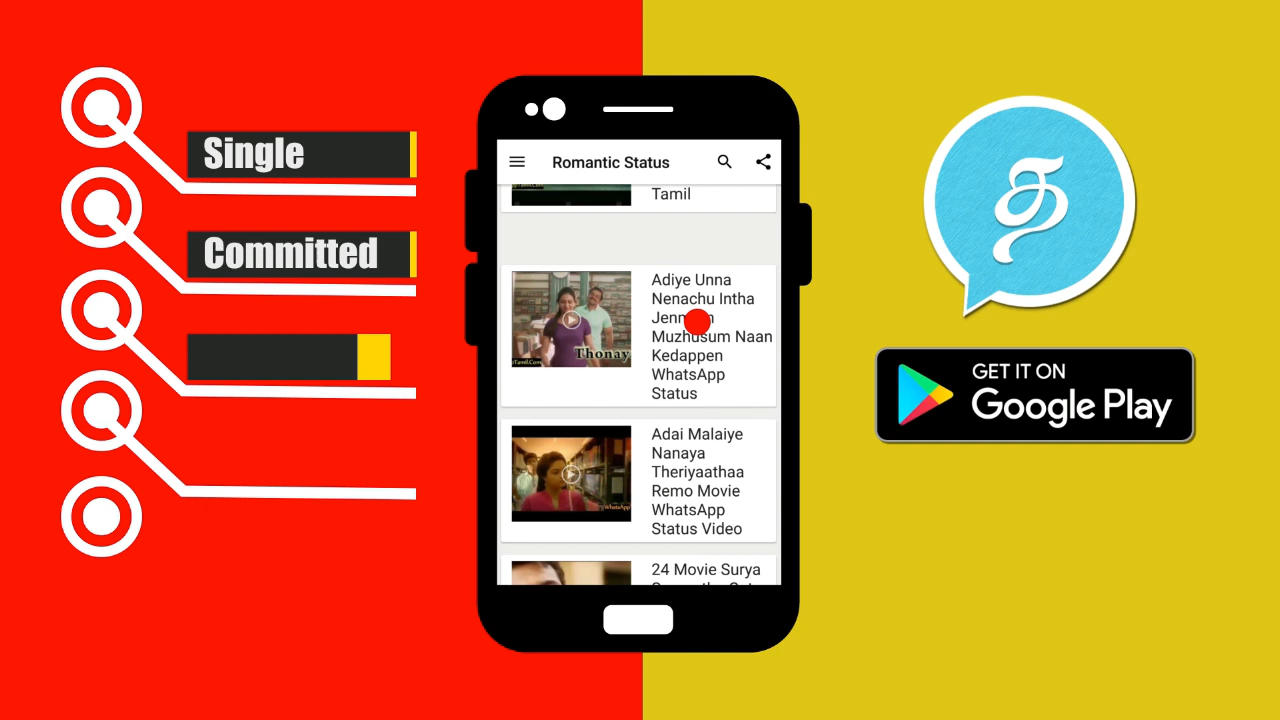 Single
Committed
Romantic Status
Tamil
Adiye Unna
Nenachu Intha
Muzhusum Naan
Kedappen
WhatsApp
Status
Thonay
Adai Malaiye
Nanaya
Theriyaathaa
Remo Movie
WhatsApp
Status Video
WhatsApp
24 Movie Surya
த
GET IT ON
Google Play